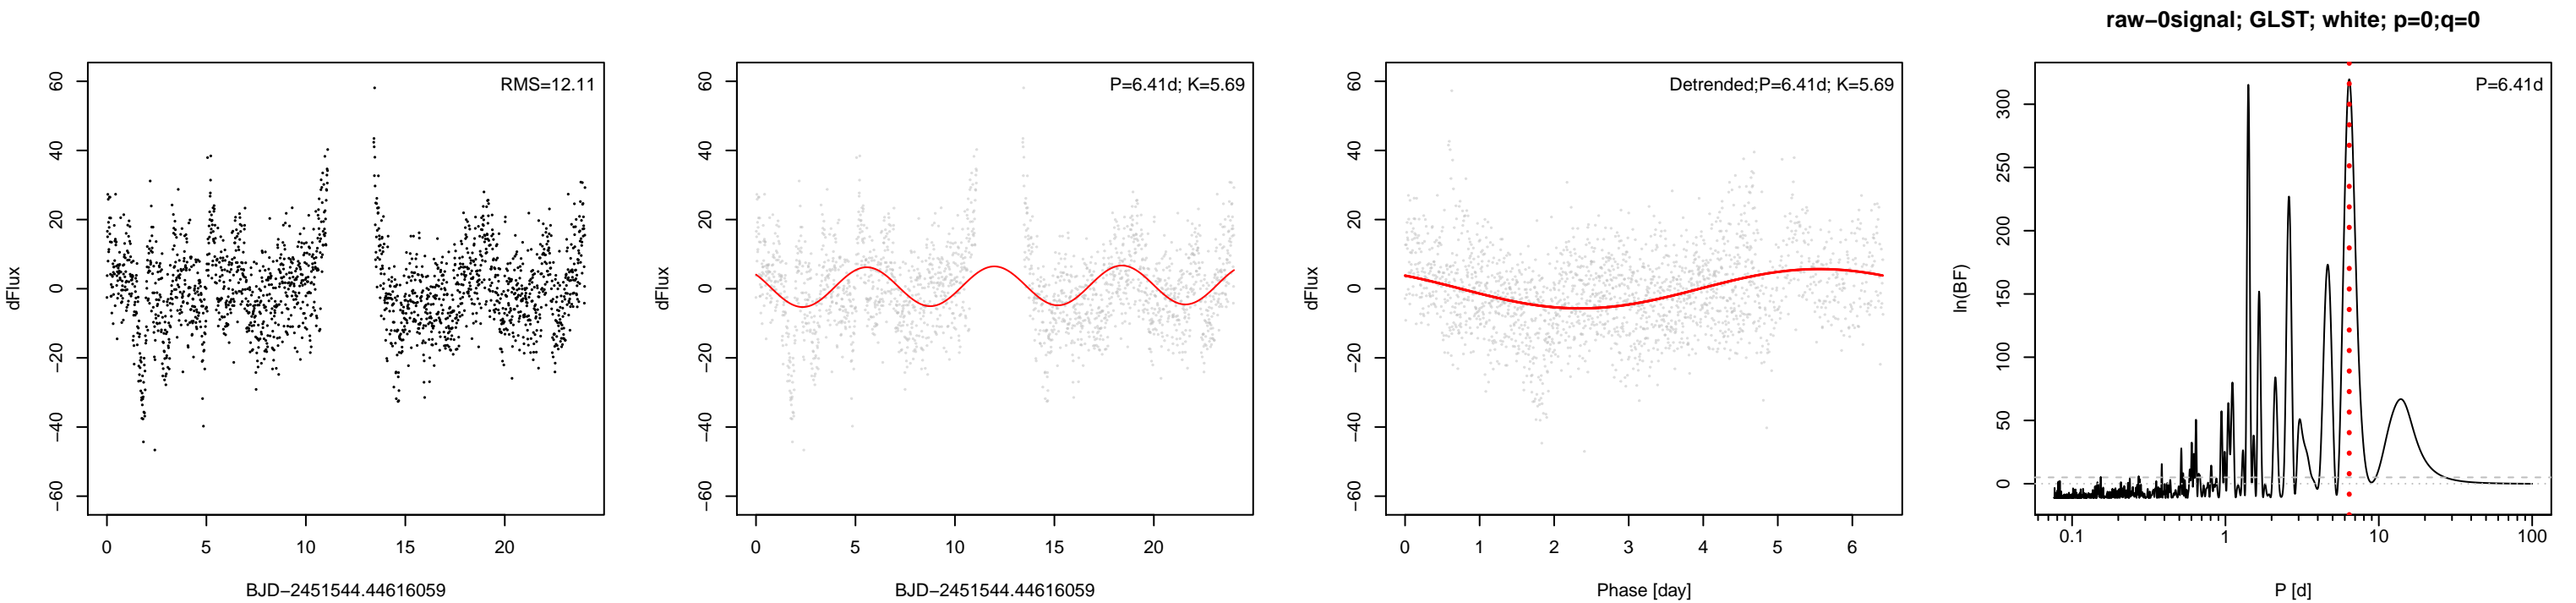 raw−0signal; GLST; white; p=0;q=0
RMS=12.11
60
40
20
0
−20
−40
−60
dFlux
0 5 10 15 20
BJD−2451544.44616059
P=6.41d; K=5.69
60
40
20
0
−20
−40
−60
dFlux
0 5 10 15 20
BJD−2451544.44616059
Detrended;P=6.41d; K=5.69
60
40
20
0
−20
−40
−60
dFlux
0 1 2 3 4 5 6
Phase [day]
P=6.41d
300
250
200
150
100
50
0
ln(BF)
0.1 1 10 100
P [d]